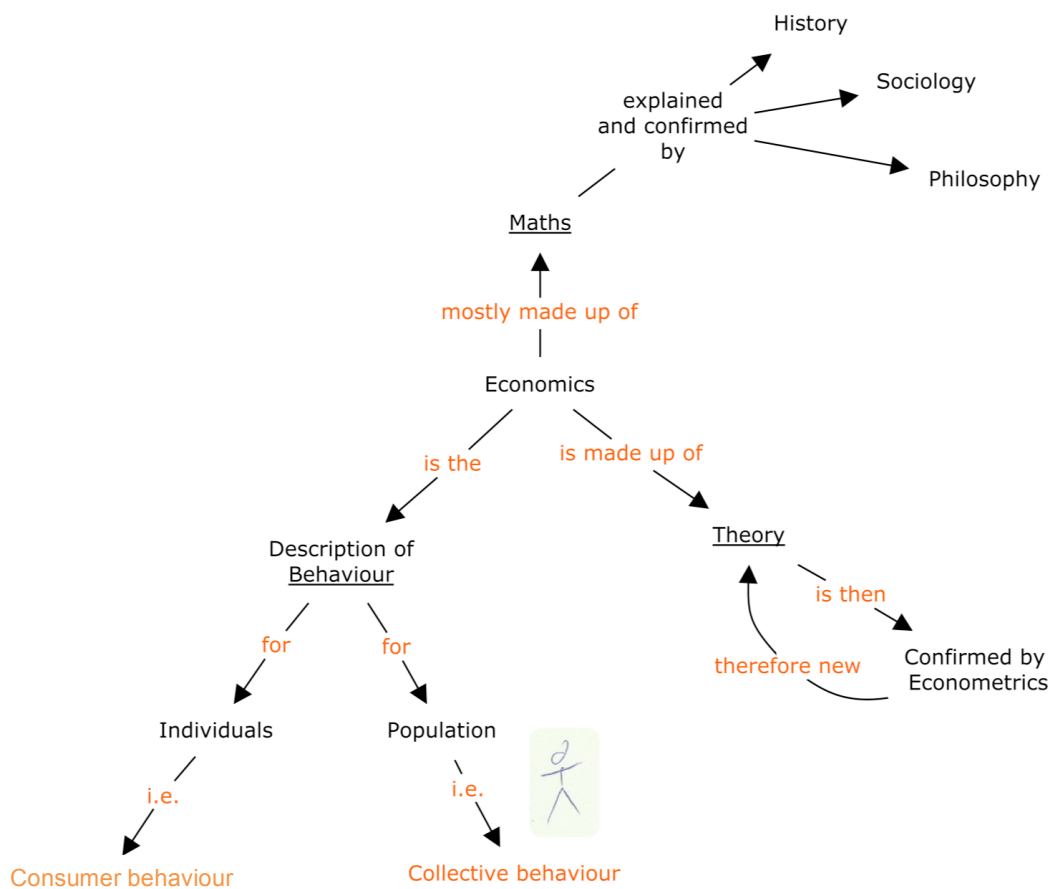 History
Sociology
explained
and confirmed
by
Philosophy
Maths
mostly made up of
Economics
is the
is made up of
Description of
Behaviour
Theory
is then
for
for
therefore new
Confirmed by
Econometrics
Individuals
Population
i.e.
i.e.
Consumer behaviour
Collective behaviour